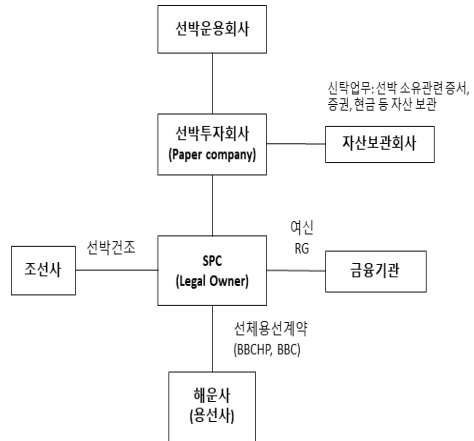 선박운용회사
신탁업무: 선박 소유관련 증서,
증권, 현금 등 자산 보관
선박투자회사
(Paper company)
자산보관회사
여신
RG
선박건조
조선사
SPC
(Legal Owner)
금융기관
선체용선계약
(BBCHP, BBC)
해운사
(용선사)